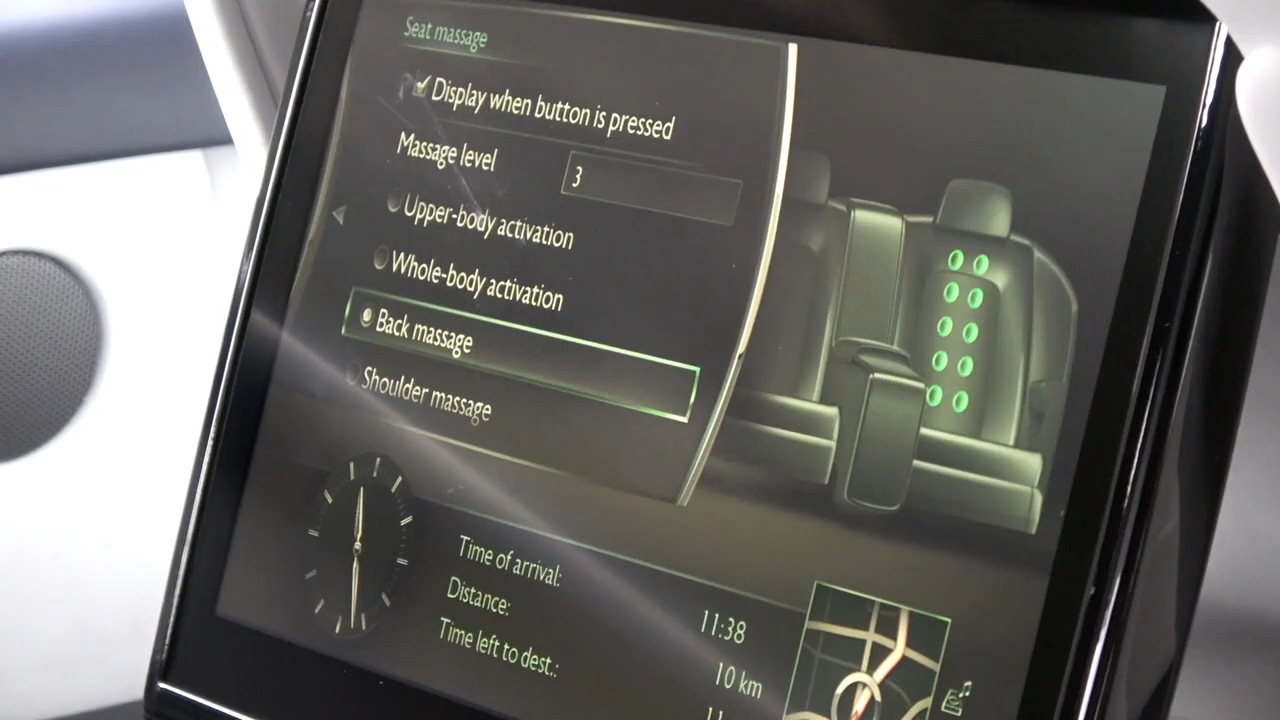 Seat massage
Display when button is pressed
Massage level
3
Upper-body activation
Whole-body activation
Back massage
Shoulder massage
Time of arrival:
11:38
Distance:
10 km
Time left to dest.: